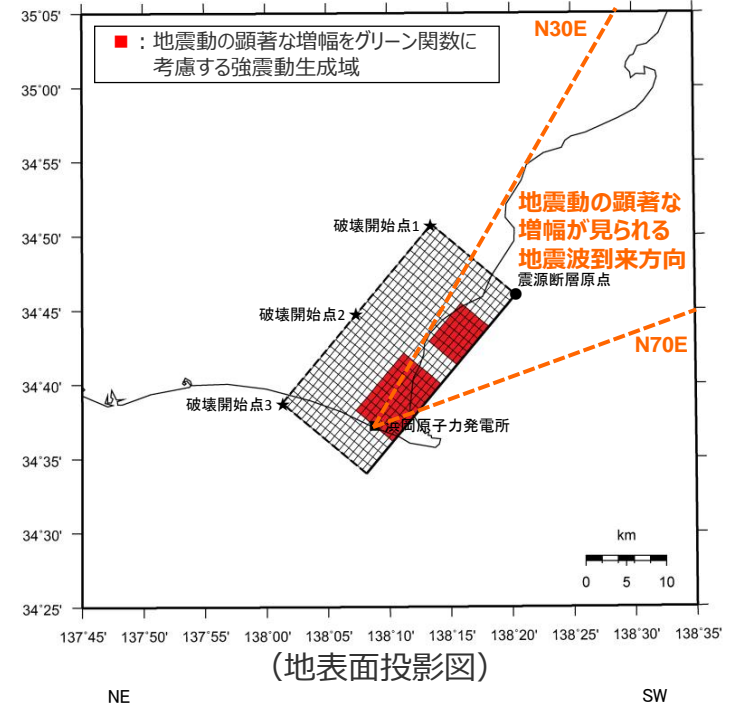 35°05'
35°00'
34°55'
34°50'
34°45'
34°40'
34°35'
34°30'
34°25'
■：地震動の顕著な増幅をグリーン関数に
考慮する強震動生成域
N30E
地震動の顕著な
増幅が見られる
地震波到来方向
破壊開始点1
震源断層原点
破壊開始点2
N70E
破壊開始点3
浜岡原子力発電所
km
0 5 10
137°45' 137°50' 137°55' 138°00' 138°05' 138°10' 138°15' 138°20' 138°25' 138°30' 138°35'
（地表面投影図）
NE SW